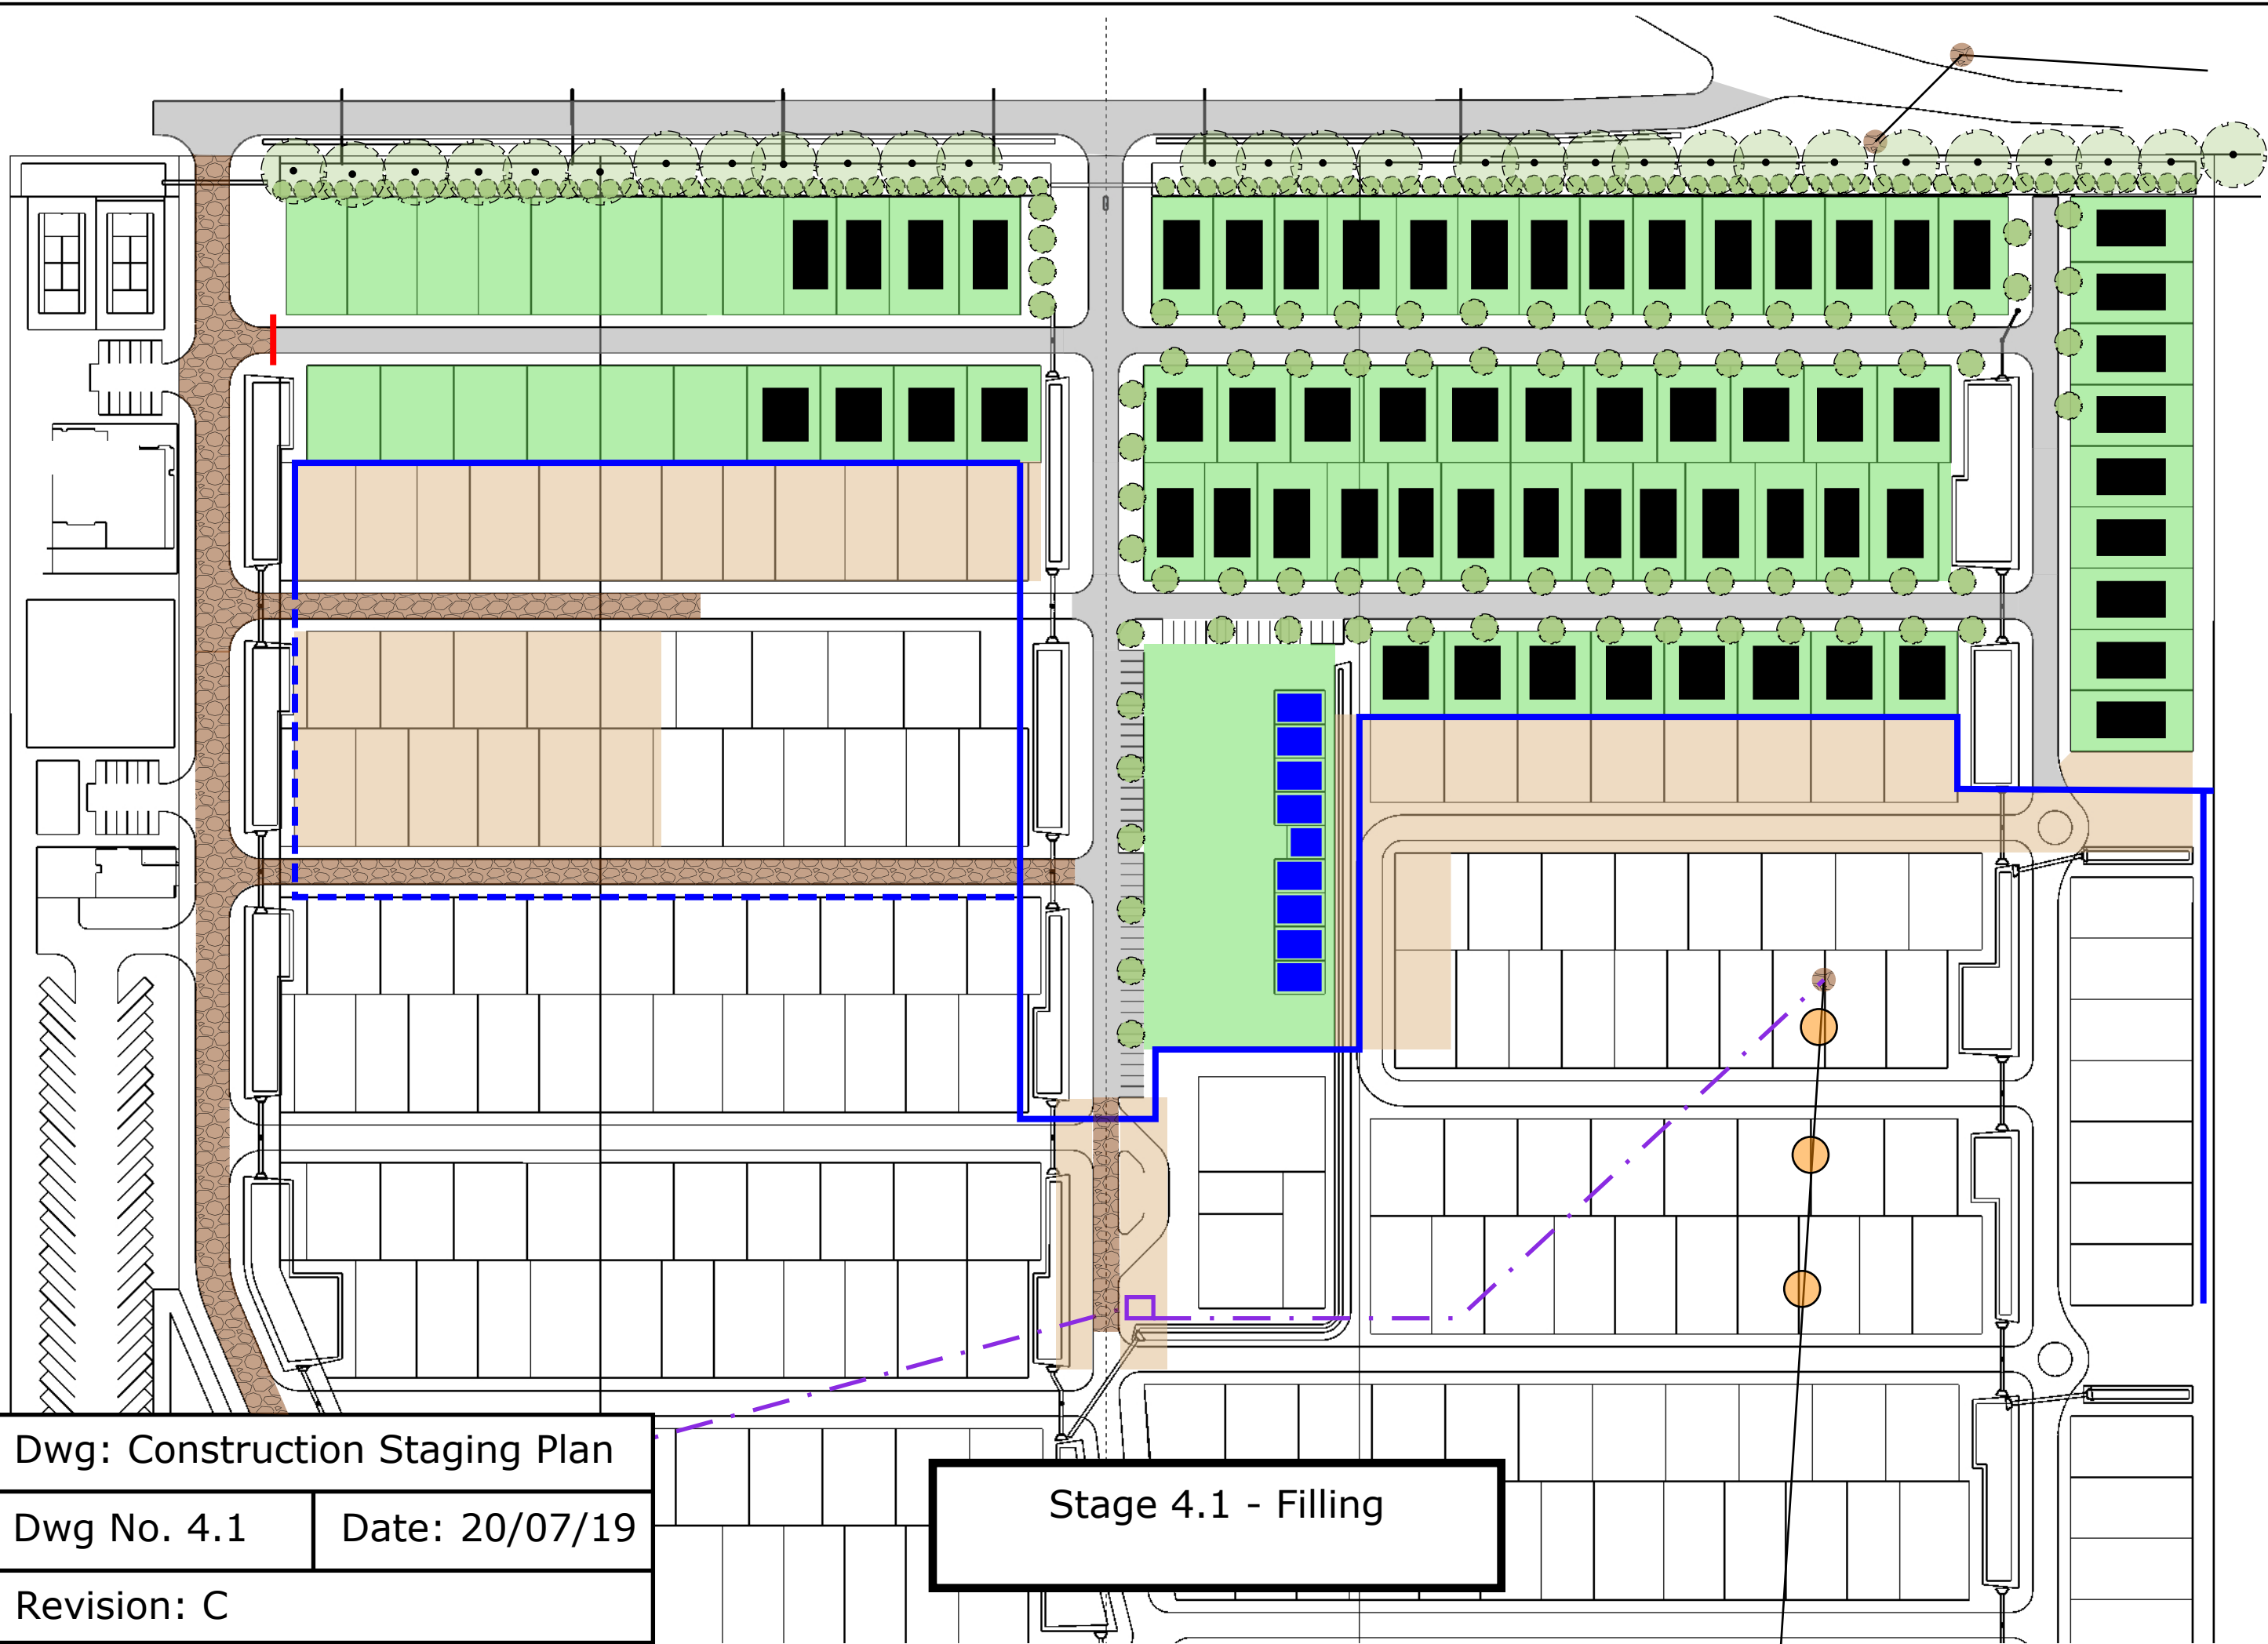 Dwg: Construction Staging Plan
Dwg No. 4.1
Date: 20/07/19
Revision: C
Stage 4.1 - Filling